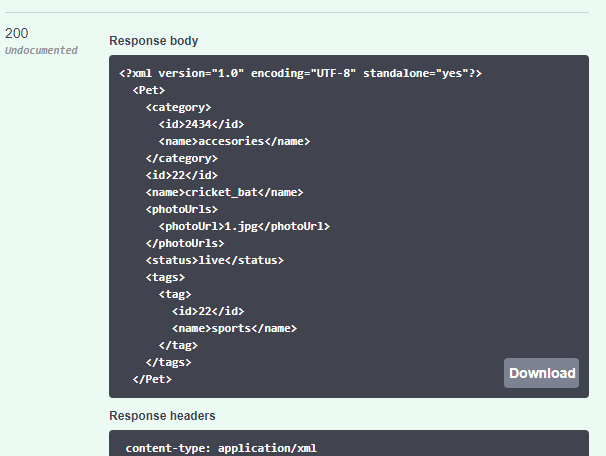 200
Undocumented
Response body
<?xml version="1.0" encoding="UTF-8" standalone="yes"?>
<Pet>
<category>
<id>2434</id>
<name>accesories</name>
</category>
<id>22</id>
<name>cricket_bat</name>
<photoUrls>
<photoUrl>1.jpg</photoUrl>
</photoUrls>
<status>live</status>
<tags>
<tag>
<id>22</id>
<name>sports</name>
</tag>
</tags>
</Pet>
Download
Response headers
content-type: application/xml